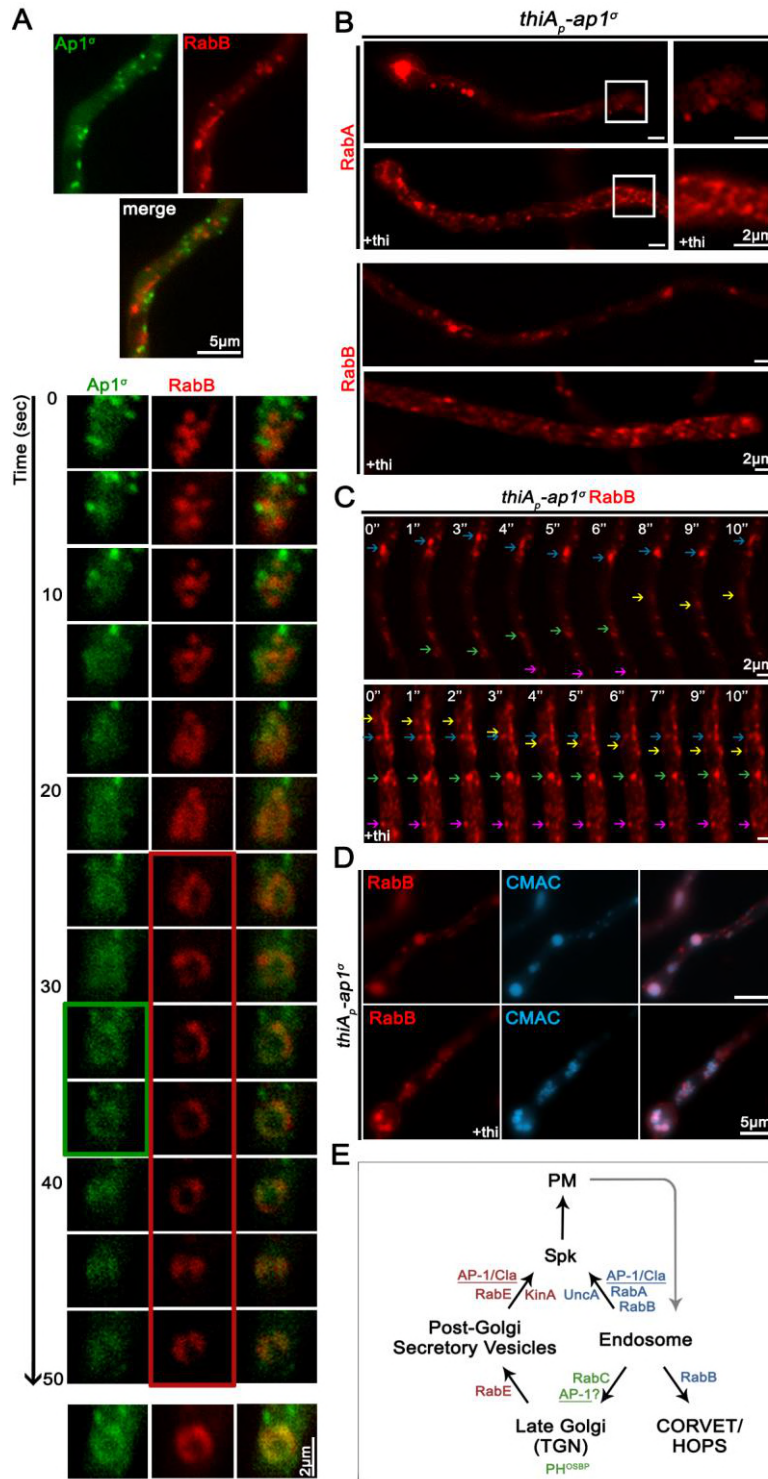 A
Ap1σ
RabB
merge
5μm
Ap1σ
RabB
Time (sec)
0
10
20
30
40
50
2μm
B
thiAp-ap1σ
RabA
+thi
+thi
2μm
RabB
+thi
2μm
C
thiAp-ap1σ RabB
0” 1” 3” 4” 5” 6” 8” 9” 10”
2μm
0” 1” 2” 3” 4” 5” 6” 7” 9” 10”
+thi
D
thiAp-ap1σ
RabB
CMAC
RabB
CMAC
+thi
5μm
E
PM
Spk
AP-1/Cla
AP-1/Cla
RabE
KinA
UncA
RabA
RabB
Post-Golgi
Secretory Vesicles
Endosome
RabE
RabC
AP-1?
RabB
Late Golgi
(TGN)
CORVET/
HOPS
PHOSBP